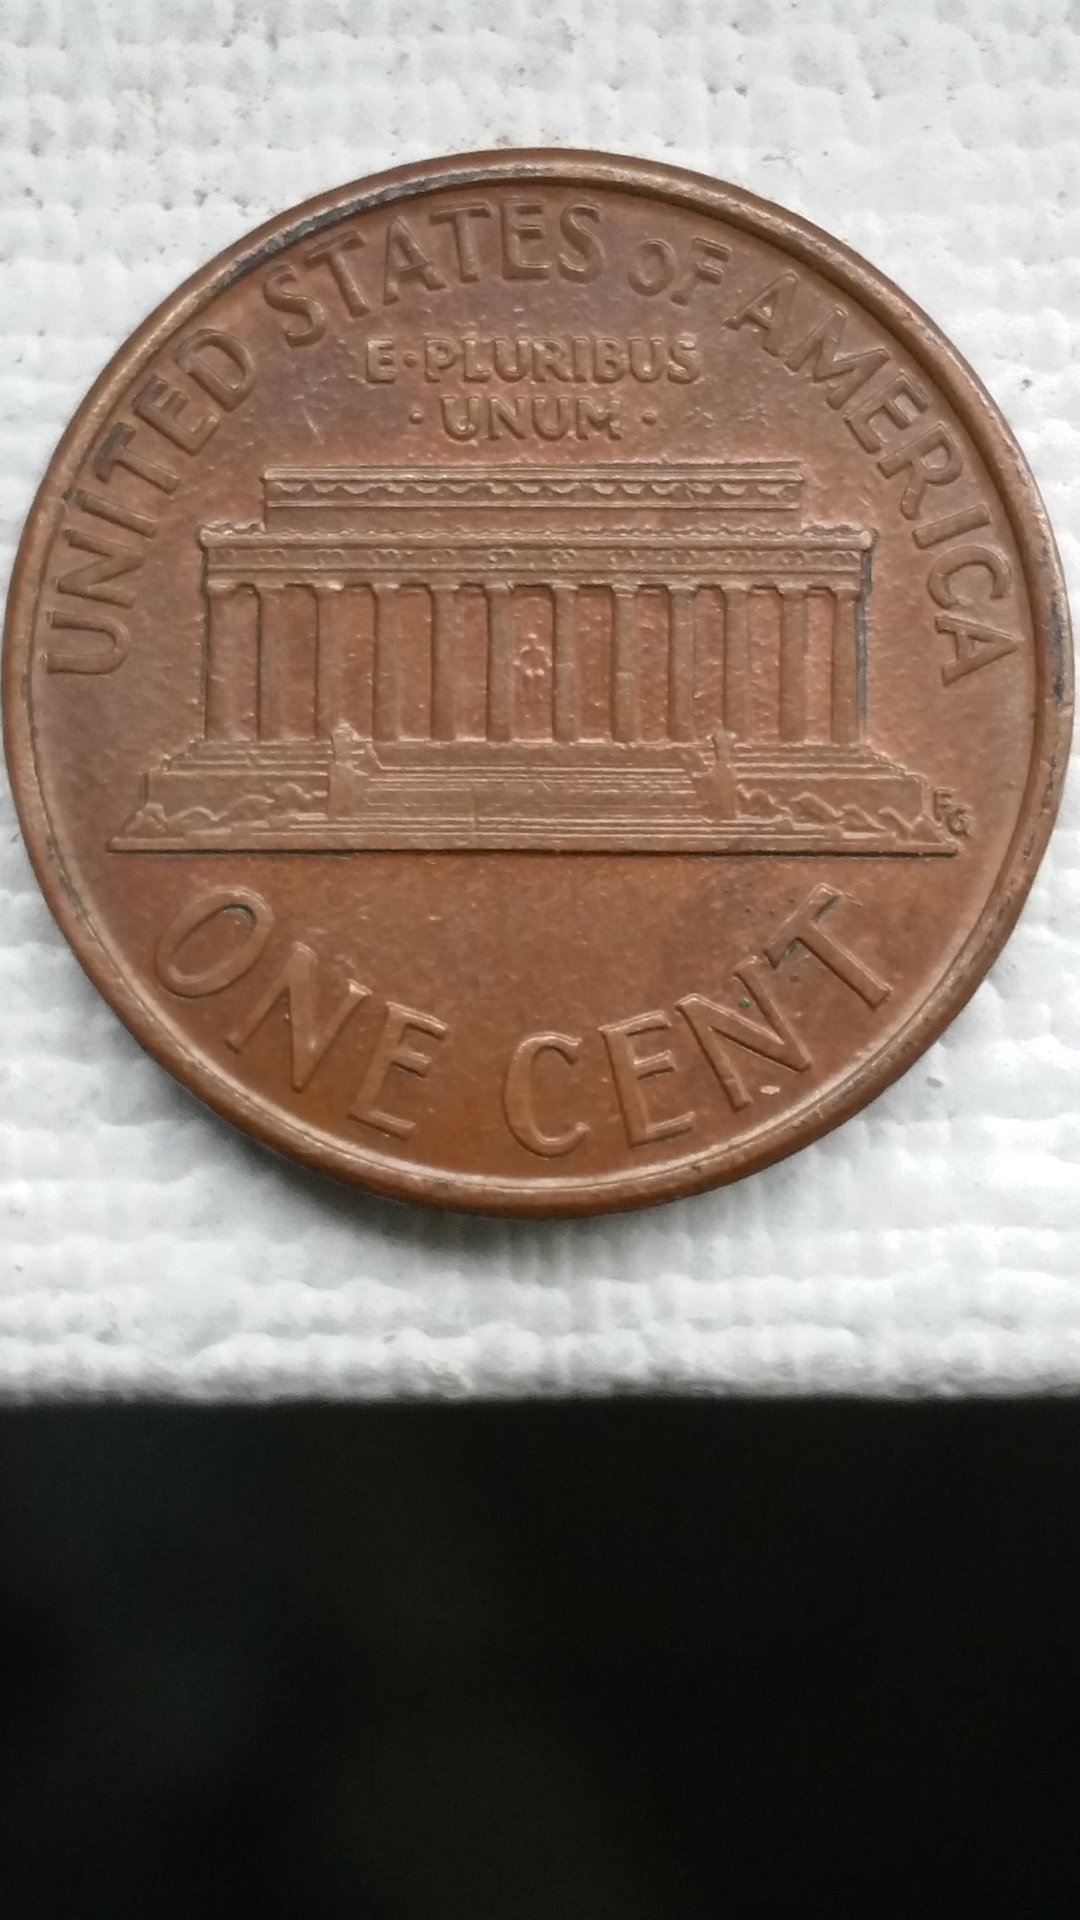 UNITED STATES OF AMERICA
E·PLURIBUS
·UNUM·
FG
ONE CENT